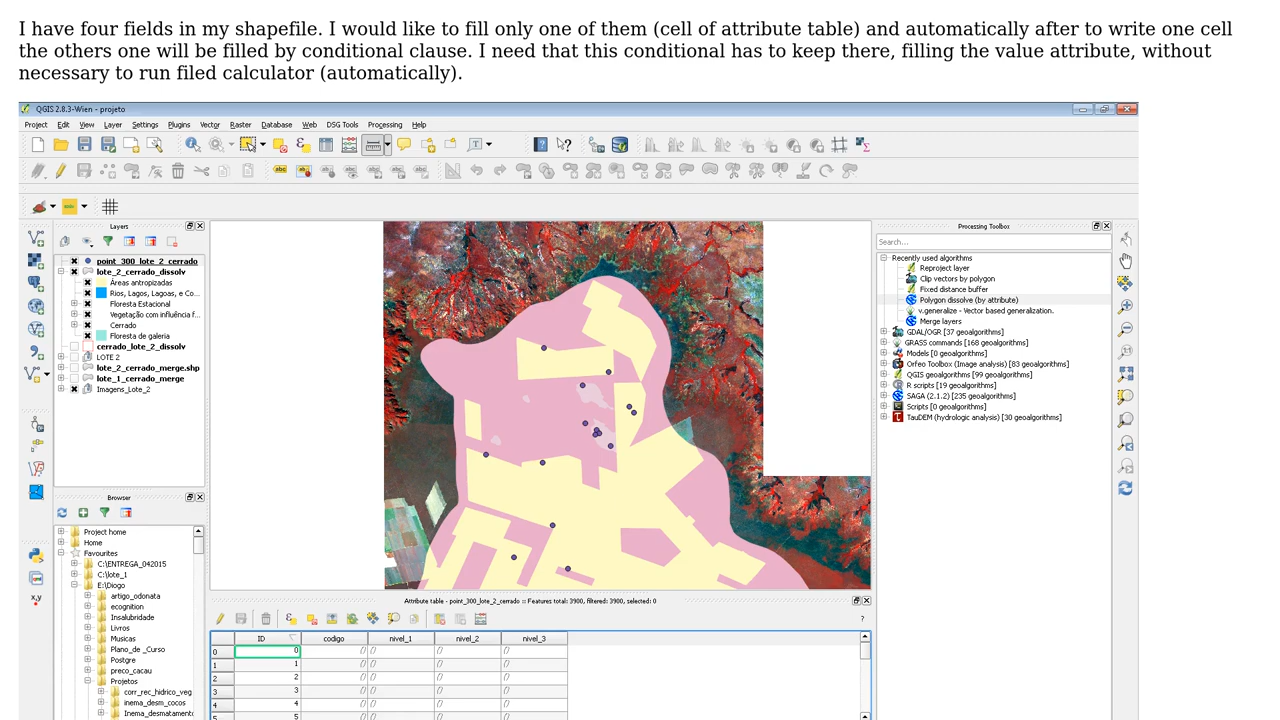 I have four fields in my shapefile. I would like to fill only one of them (cell of attribute table) and automatically after to write one cell
the others one will be filled by conditional clause. I need that this conditional has to keep there, filling the value attribute, without
necessary to run filed calculator (automatically).
QGIS 2.8.3-Wien - projeto
Project Edit View Layer Settings Plugins Vector Raster Database Web DSG Tools Processing Help
Layers
point_300_lote_2_cerrado
lote_2_cerrado_dissolv
Áreas antropizadas
Rios, Lagos, Lagoas, e Co...
Floresta Estacional
Vegetação com influência f...
Cerrado
Floresta de galeria
cerrado_lote_2_dissolv
LOTE 2
lote_2_cerrado_merge.shp
lote_1_cerrado_merge
Imagens_Lote_2
Browser
Project home
Home
Favourites
C:\ENTREGA_042015
C:\lote_1
E:\Diogo
artigo_odonata
ecognition
Insalubridade
Livros
Musicas
Plano_de _Curso
Postgre
preco_cacau
Projetos
corr_rec_hidrico_veg
inema_desm_cocos
Inema_desmatamento
Processing Toolbox
Search...
Recently used algorithms
Reproject layer
Clip vectors by polygon
Fixed distance buffer
Polygon dissolve (by attribute)
v.generalize - Vector based generalization.
Merge layers
GDAL/OGR [37 geoalgorithms]
GRASS commands [168 geoalgorithms]
Models [0 geoalgorithms]
Orfeo Toolbox (Image analysis) [83 geoalgorithms]
QGIS geoalgorithms [99 geoalgorithms]
R scripts [19 geoalgorithms]
SAGA (2.1.2) [235 geoalgorithms]
Scripts [0 geoalgorithms]
TauDEM (hydrologic analysis) [30 geoalgorithms]
Attribute table - point_300_lote_2_cerrado :: Features total: 3900, filtered: 3900, selected: 0
ID codigo nivel_1 nivel_2 nivel_3
0 0
1 1
2 2
3 3
4 4
5 5